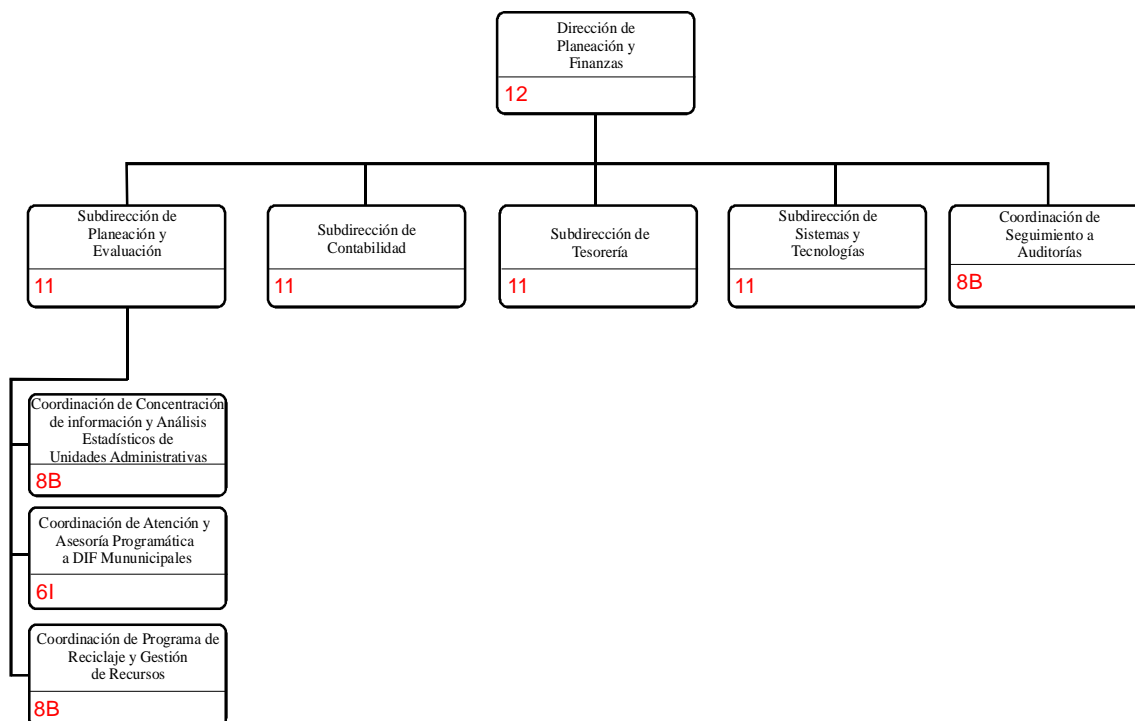 Dirección de
Planeación y
Finanzas
12
Subdirección de
Planeación y
Evaluación
11
Subdirección de
Contabilidad
11
Subdirección de
Tesorería
11
Subdirección de
Sistemas y
Tecnologías
11
Coordinación de
Seguimiento a
Auditorías
8B
Coordinación de Concentración
de información y Análisis
Estadísticos de
Unidades Administrativas
8B
Coordinación de Atención y
Asesoría Programática
a DIF Mununicipales
6I
Coordinación de Programa de
Reciclaje y Gestión
de Recursos
8B